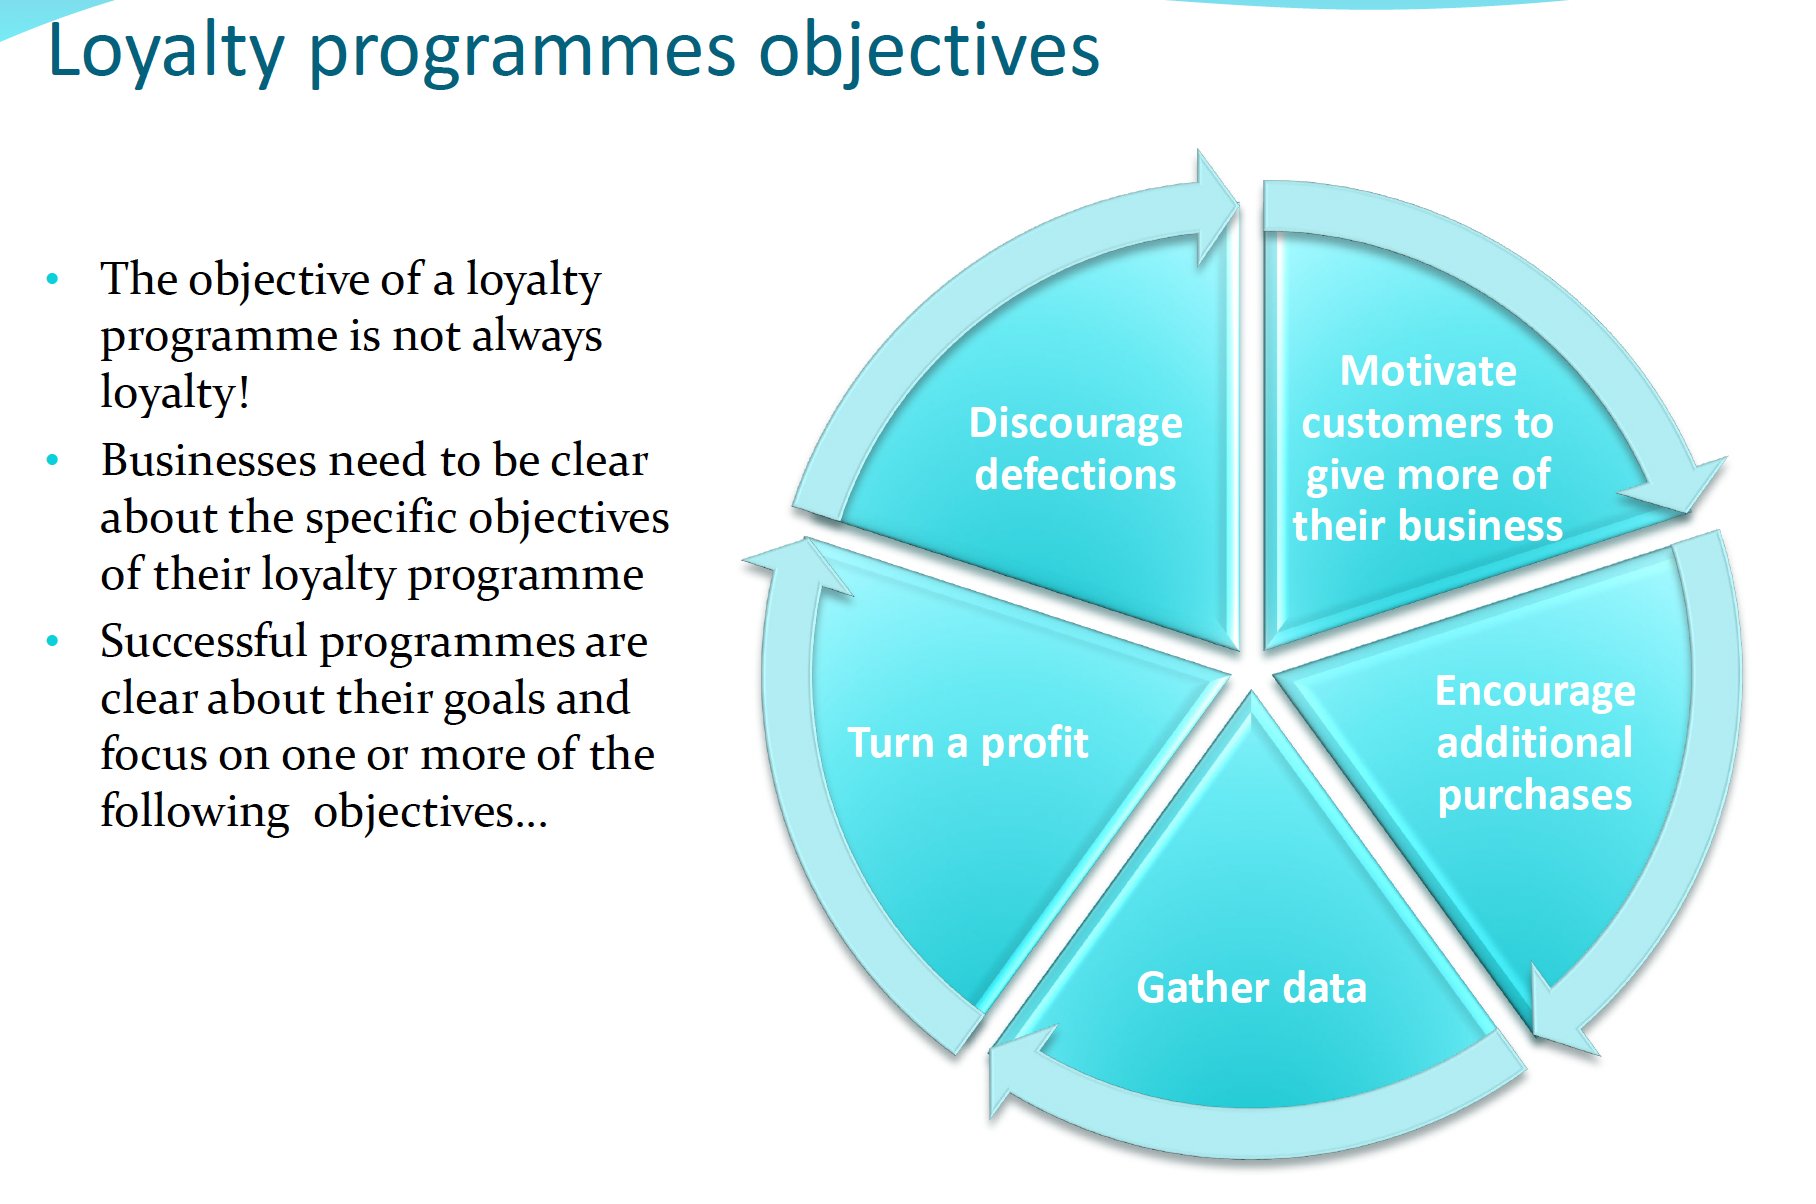 Loyalty programmes objectives
• The objective of a loyalty
programme is not always
loyalty!
• Businesses need to be clear
about the specific objectives
of their loyalty programme
• Successful programmes are
clear about their goals and
focus on one or more of the
following  objectives...
Motivate
customers to
give more of
their business
Encourage
additional
purchases
Gather data
Turn a profit
Discourage
defections